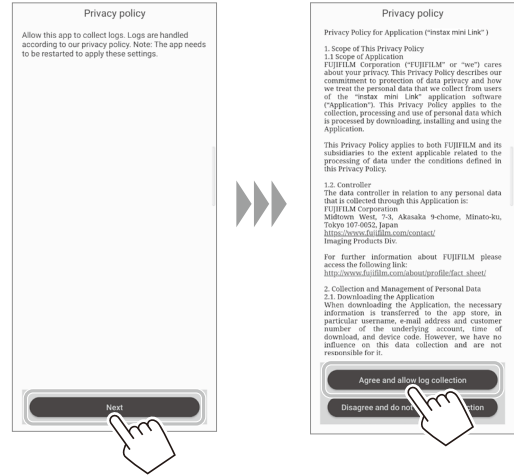 Privacy policy
Allow this app to collect logs. Logs are handled
according to our privacy policy. Note: The app needs
to be restarted to apply these settings.
Next
Privacy policy
Privacy Policy for Application ("instax mini Link" )
1. Scope of This Privacy Policy
1.1 Scope of Application
FUJIFILM Corporation ("FUJIFILM" or "we") cares
about your privacy. This Privacy Policy describes our
commitment to protection of data privacy and how
we treat the personal data that we collect from users
of the "instax mini Link" application software
("Application"). This Privacy Policy applies to the
collection, processing and use of personal data which
is processed by downloading, installing and using the
Application.
This Privacy Policy applies to both FUJIFILM and its
subsidiaries to the extent applicable related to the
processing of data under the conditions defined in
this Privacy Policy.
1.2. Controller
The data controller in relation to any personal data
that is collected through this Application is:
FUJIFILM Corporation
Midtown West, 7-3, Akasaka 9-chome, Minato-ku,
Tokyo 107-0052, Japan
https://www.fujifilm.com/contact/
Imaging Products Div.
For further information about FUJIFILM please
access the following link:
http://www.fujifilm.com/about/profile/fact_sheet/
2. Collection and Management of Personal Data
2.1. Downloading the Application
When downloading the Application, the necessary
information is transferred to the app store, in
particular username, e-mail address and customer
number of the underlying account, time of
download, and device code. However, we have no
influence on this data collection and are not
responsible for it.
Agree and allow log collection
Disagree and do not